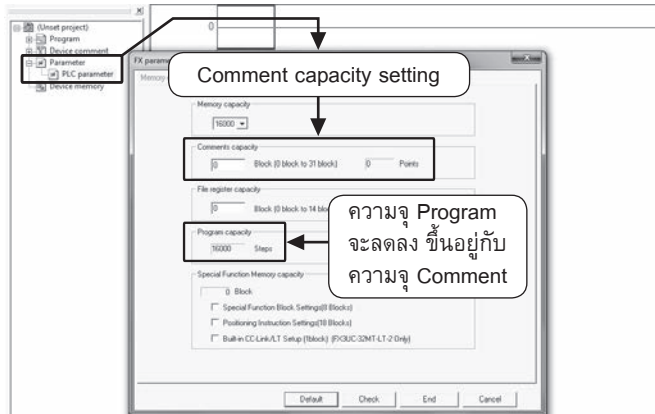 (Unset project)
Program
Device comment
Parameter
PLC parameter
Device memory
0
FX parame
Memory
Comment capacity setting
Memory capacity
16000
Comments capacity
0 Block (0 block to 31 block) 0 Points
File register capacity
0 Block (0 block to 14 blo
Program capacity
16000 Steps
ความจุ Program
จะลดลง ขึ้นอยู่กับ
ความจุ Comment
Special Function Memory capacity
0 Block
Special Function Block Settings(8 Blocks)
Positioning Instruction Settings(18 Blocks)
Built-in CC-Link/LT Setup (1block) (FX3UC-32MT-LT-2 Only)
Default Check End Cancel